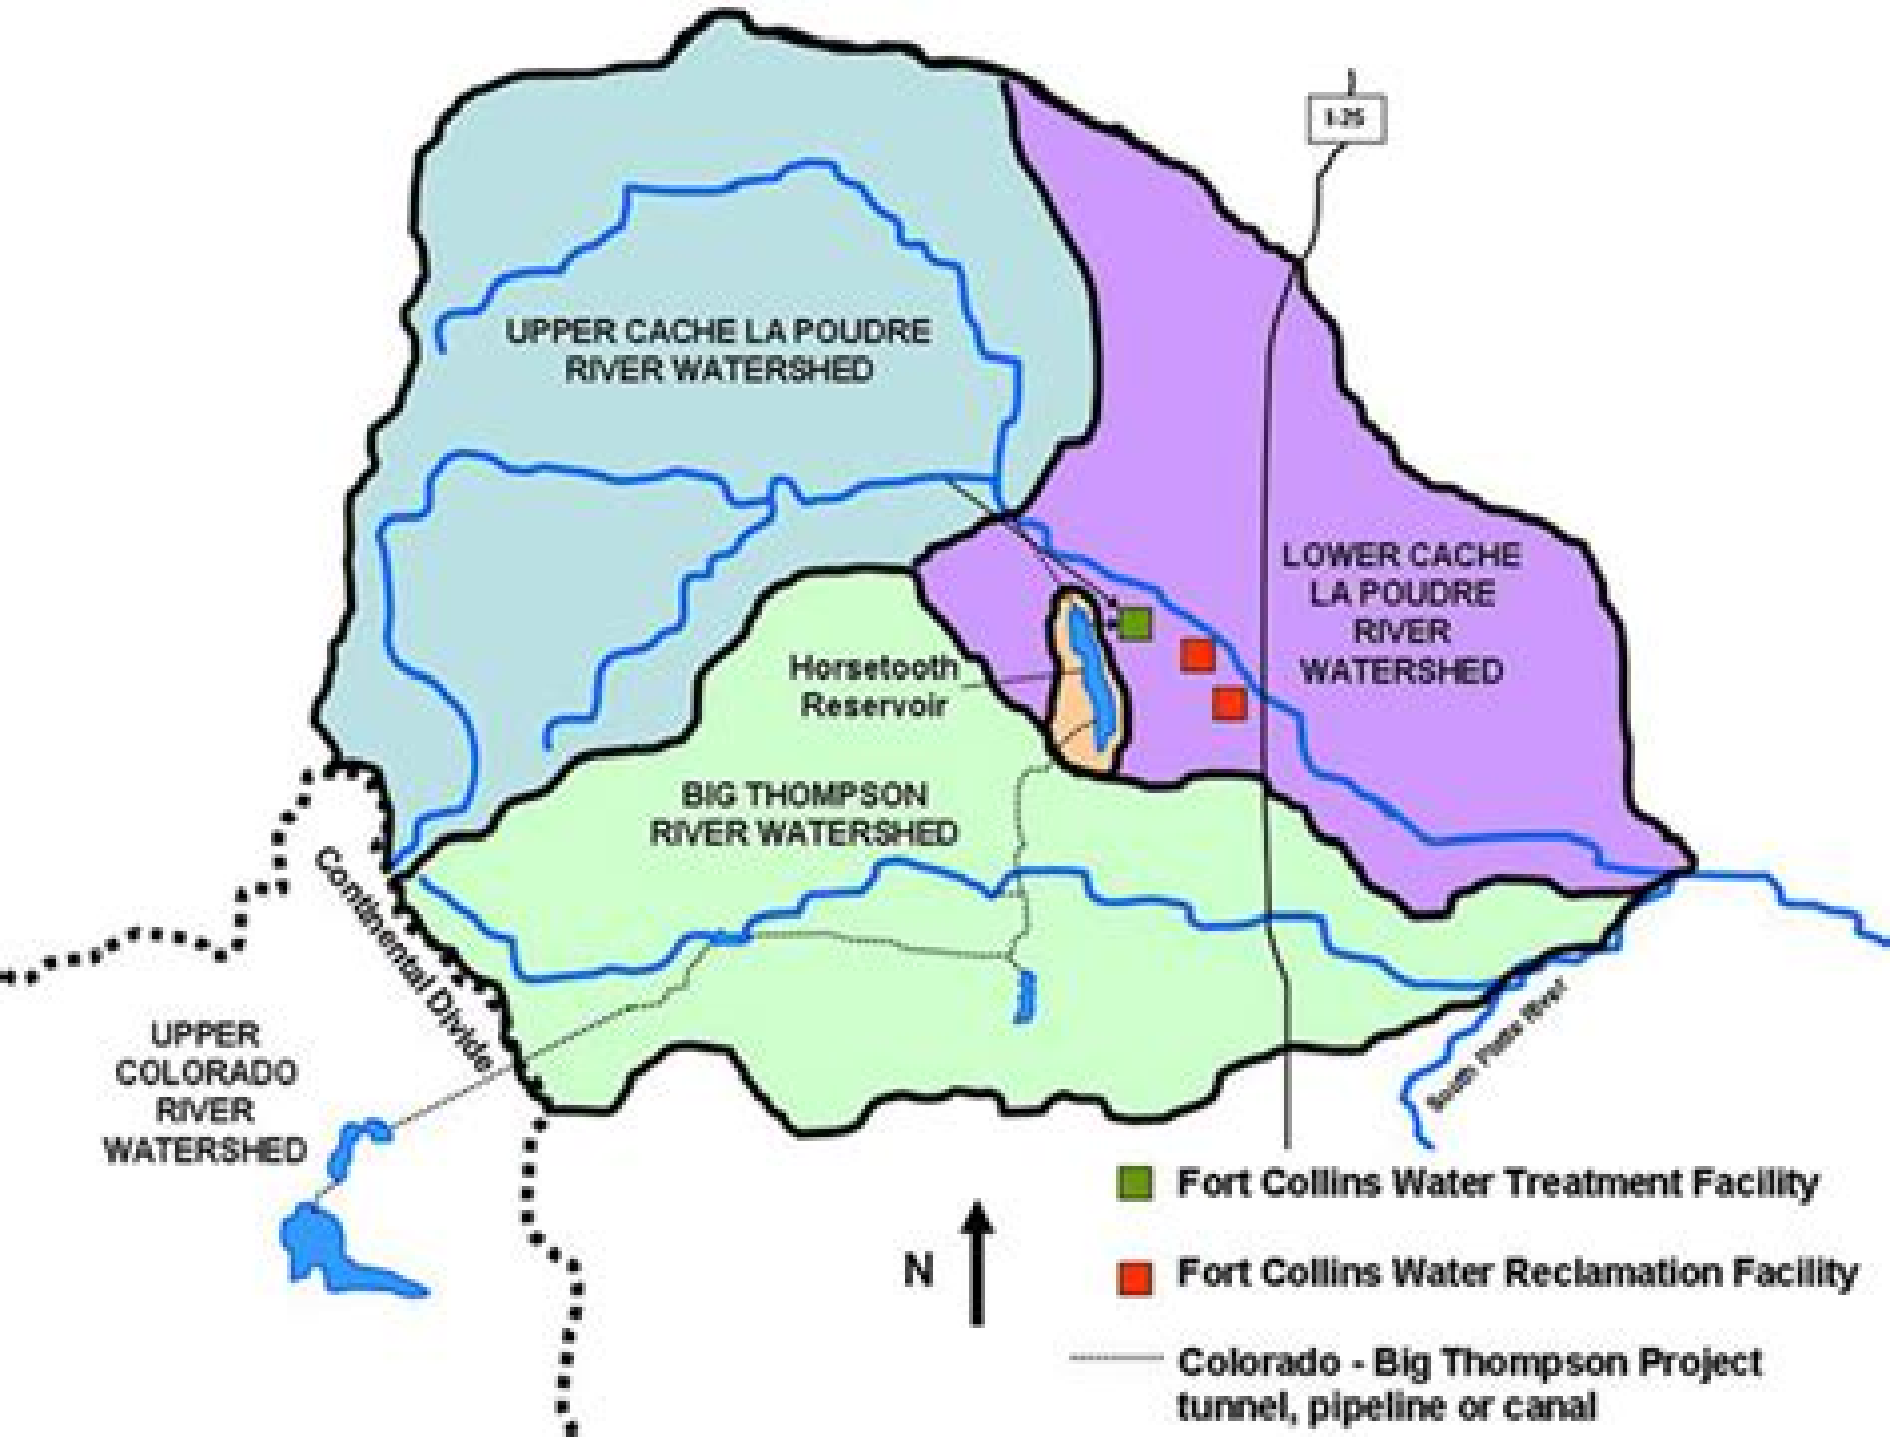 I-25
UPPER CACHE LA POUDRE
RIVER WATERSHED
LOWER CACHE
LA POUDRE
RIVER
WATERSHED
Horsetooth
Reservoir
BIG THOMPSON
RIVER WATERSHED
Continental Divide
UPPER
COLORADO
RIVER
WATERSHED
South Platte River
N
Fort Collins Water Treatment Facility
Fort Collins Water Reclamation Facility
Colorado - Big Thompson Project
tunnel, pipeline or canal